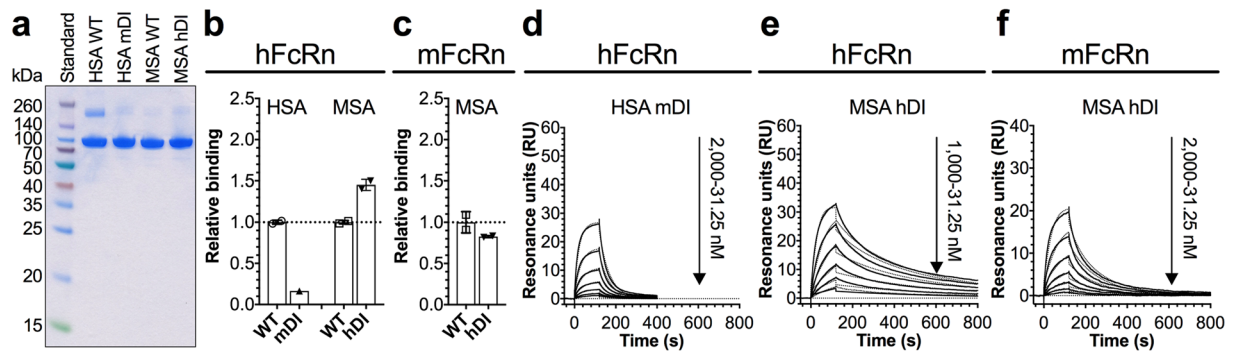 a
kDa
Standard
HSA WT
HSA mDI
MSA WT
MSA hDI
260
140
100
70
50
40
35
25
20
15
b
hFcRn
Relative binding
2.5
2.0
1.5
1.0
0.5
0.0
HSA
MSA
WT
mDI
WT
hDI
c
mFcRn
Relative binding
2.5
2.0
1.5
1.0
0.5
0.0
MSA
WT
hDI
d
hFcRn
HSA mDI
Resonance units (RU)
60
50
40
30
20
10
0
2,000-31.25 nM
0 200 400 600 800
Time (s)
e
hFcRn
MSA hDI
Resonance units (RU)
60
50
40
30
20
10
0
1,000-31.25 nM
0 200 400 600 800
Time (s)
f
mFcRn
MSA hDI
Resonance units (RU)
40
30
20
10
0
2,000-31.25 nM
0 200 400 600 800
Time (s)